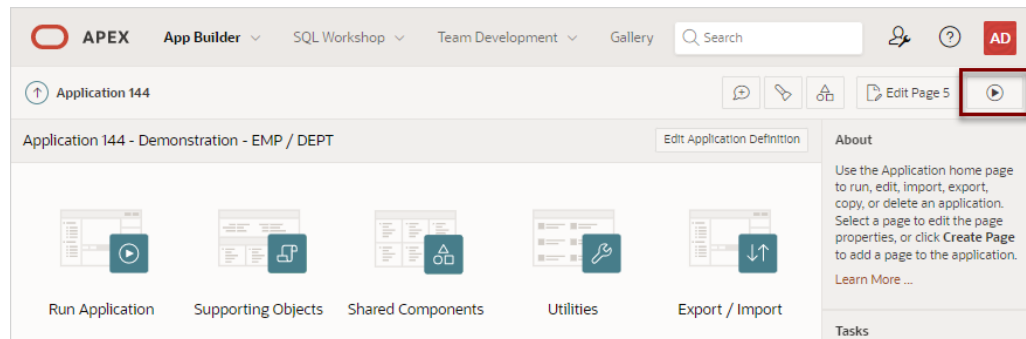 APEX App Builder SQL Workshop Team Development Gallery Search AD
Application 144 Edit Page 5
Application 144 - Demonstration - EMP / DEPT Edit Application Definition
About
Use the Application home page
to run, edit, import, export,
copy, or delete an application.
Select a page to edit the page
properties, or click Create Page
to add a page to the application.
Learn More ...
Run Application Supporting Objects Shared Components Utilities Export / Import
Tasks